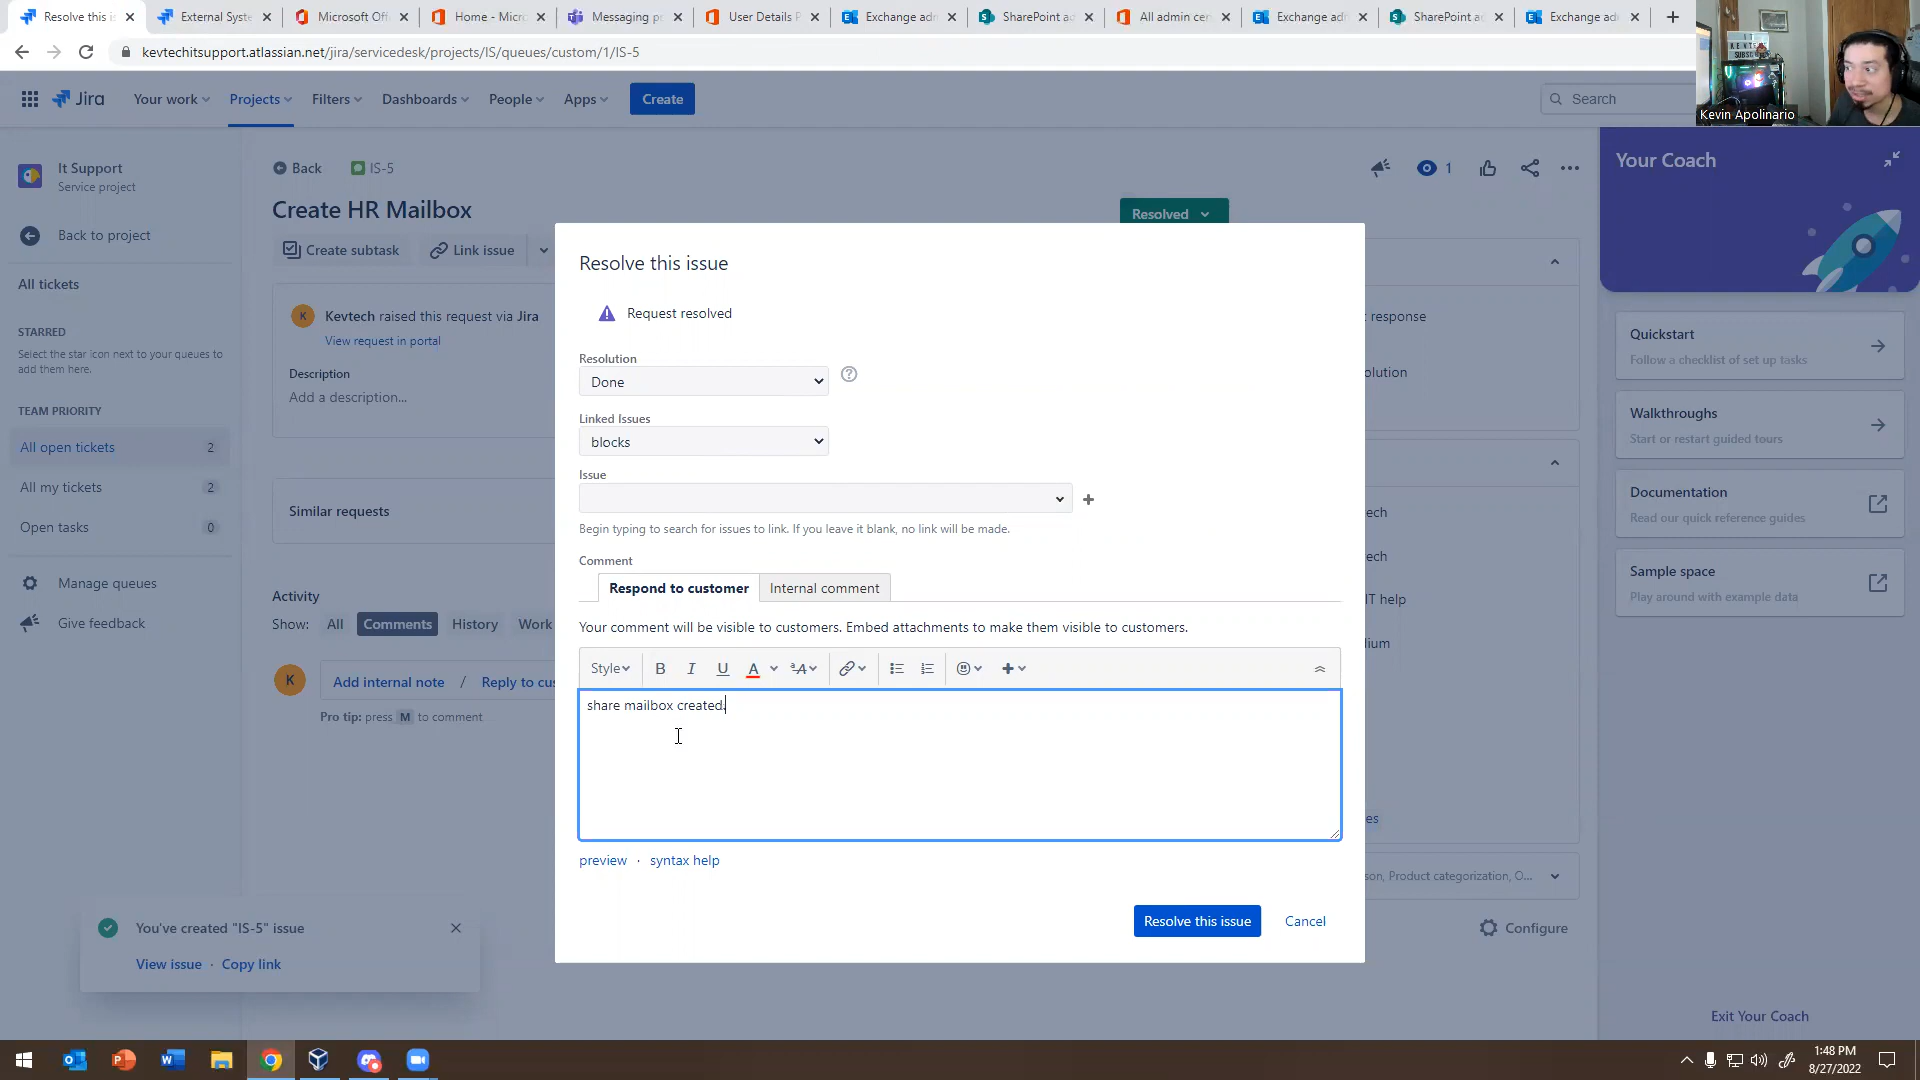 Resolve this is
External Syste
Microsoft Off
Home - Micro
Messaging p
User Details P
Exchange adr
SharePoint a
All admin cen
Exchange adr
SharePoint a
Exchange adr
kevtechitsupport.atlassian.net/jira/servicedesk/projects/IS/queues/custom/1/IS-5
Jira
Your work
Projects
Filters
Dashboards
People
Apps
Create
Search
KEVTECH
SUBSC
Kevin Apolinario
It Support
Service project
Back to project
All tickets
STARRED
Select the star icon next to your queues to
add them here.
TEAM PRIORITY
All open tickets 2
All my tickets 2
Open tasks 0
Manage queues
Give feedback
Back
IS-5
1
Create HR Mailbox
Resolved
Create subtask
Link issue
K
Kevtech raised this request via Jira
View request in portal
Description
Add a description...
Similar requests
Activity
Show: All Comments History Work
K
Add internal note / Reply to cus
Pro tip: press M to comment
Resolve this issue
Request resolved
Resolution
Done
Linked Issues
blocks
Issue
Begin typing to search for issues to link. If you leave it blank, no link will be made.
Comment
Respond to customer
Internal comment
Your comment will be visible to customers. Embed attachments to make them visible to customers.
Style B I U A
share mailbox created.
preview · syntax help
Resolve this issue
Cancel
response
olution
ech
ech
IT help
lium
es
son, Product categorization, O...
Configure
Your Coach
Quickstart
Follow a checklist of set up tasks
Walkthroughs
Start or restart guided tours
Documentation
Read our quick reference guides
Sample space
Play around with example data
Exit Your Coach
You've created "IS-5" issue
View issue · Copy link
1:48 PM
8/27/2022